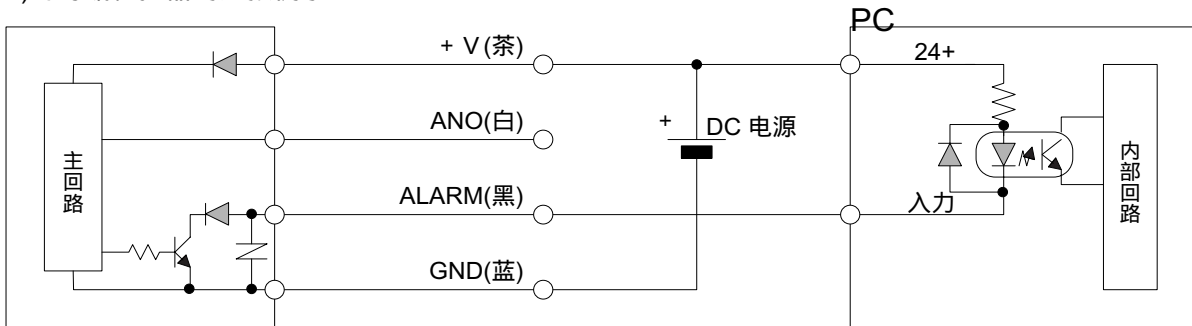 PC
+ V(茶)
24+
ANO(白)
+
DC 电源
主回路
内部回路
ALARM(黑)
入力
GND(蓝)